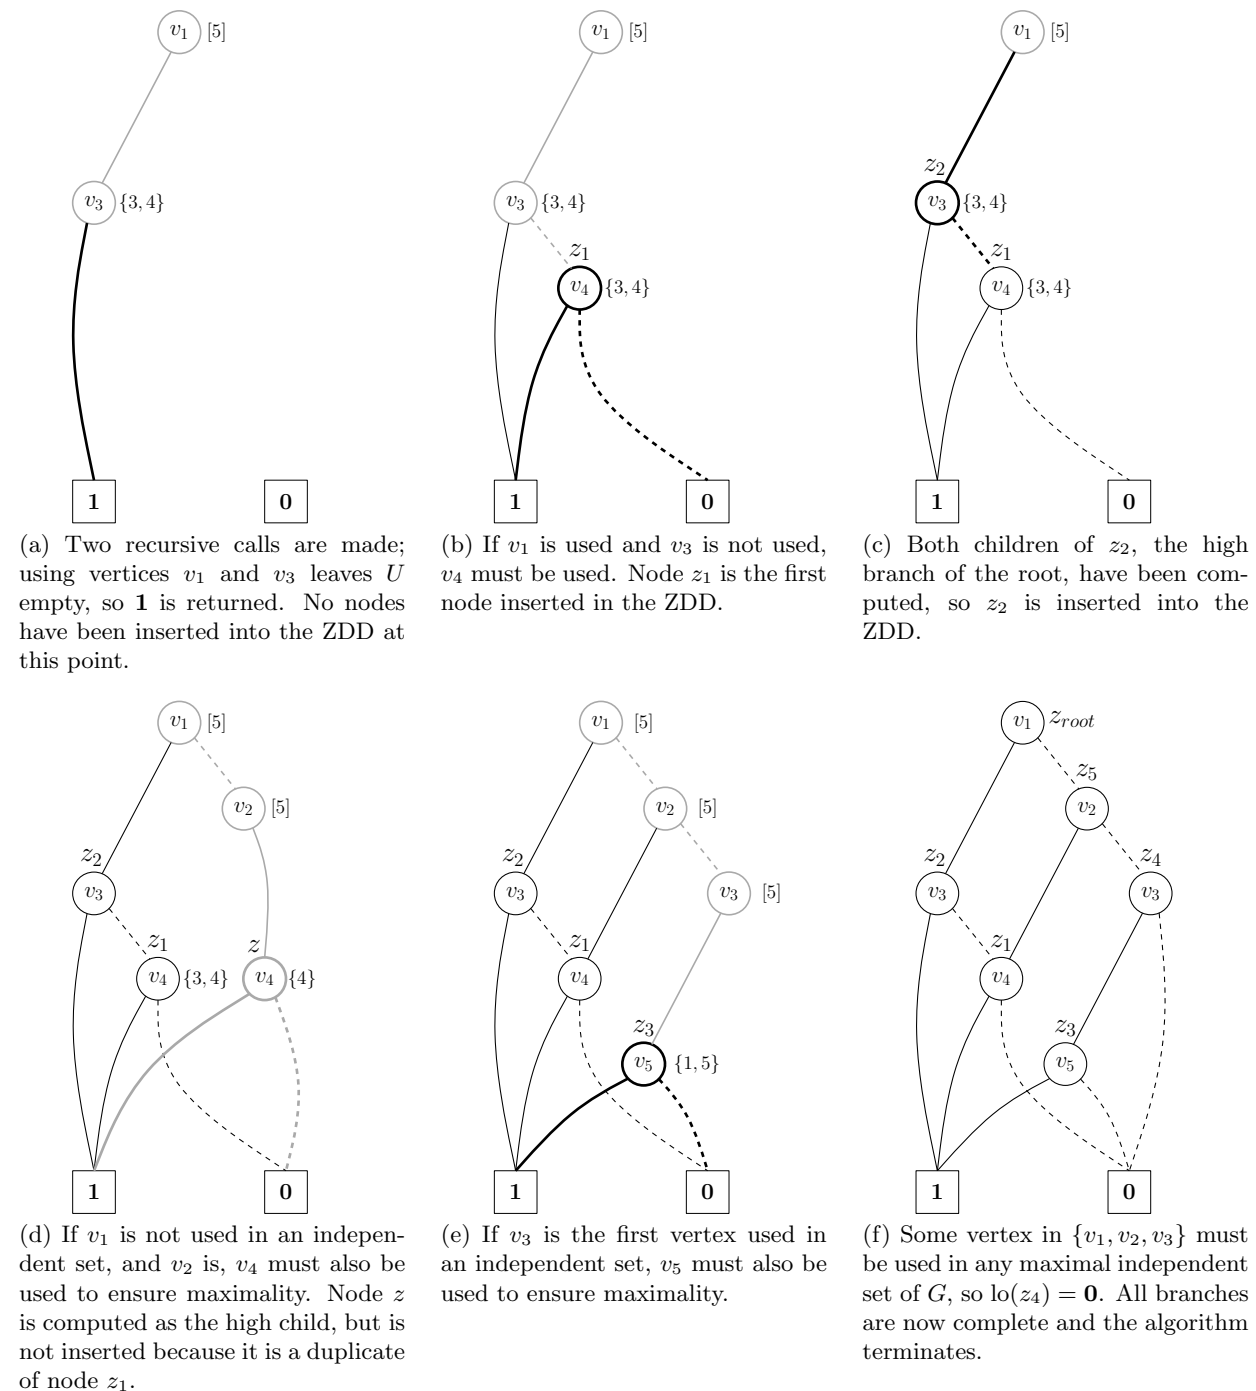 v1 [5]
v3 {3, 4}
1 0
(a) Two recursive calls are made;
using vertices v1 and v3 leaves U
empty, so 1 is returned. No nodes
have been inserted into the ZDD at
this point.
v1 [5]
v3 {3, 4}
z1
v4 {3, 4}
1 0
(b) If v1 is used and v3 is not used,
v4 must be used. Node z1 is the first
node inserted in the ZDD.
v1 [5]
z2
v3 {3, 4}
z1
v4 {3, 4}
1 0
(c) Both children of z2, the high
branch of the root, have been com-
puted, so z2 is inserted into the
ZDD.
v1 [5]
v2 [5]
z2
v3
z1 z
v4 {3, 4} v4 {4}
1 0
(d) If v1 is not used in an indepen-
dent set, and v2 is, v4 must also be
used to ensure maximality. Node z
is computed as the high child, but is
not inserted because it is a duplicate
of node z1.
v1 [5]
v2 [5]
z2
v3 v3 [5]
z1
v4
z3
v5 {1, 5}
1 0
(e) If v3 is the first vertex used in
an independent set, v5 must also be
used to ensure maximality.
v1 zroot
z5
v2
z2 z4
v3 v3
z1
v4
z3
v5
1 0
(f) Some vertex in {v1, v2, v3} must
be used in any maximal independent
set of G, so lo(z4) = 0. All branches
are now complete and the algorithm
terminates.